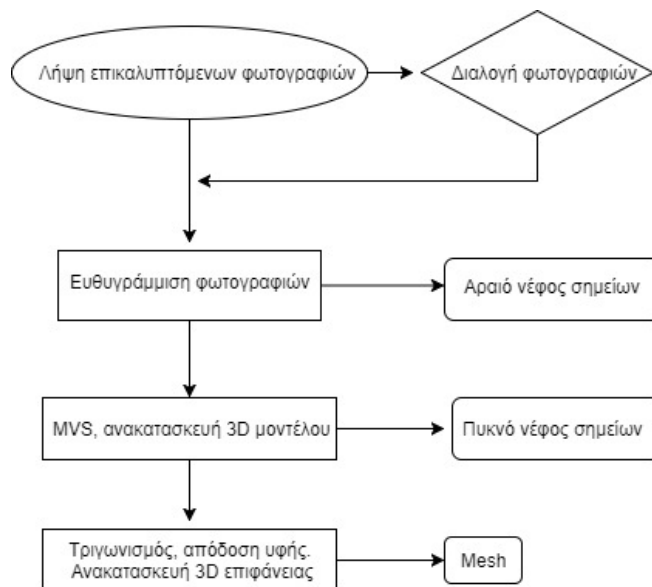 Λήψη επικαλυπτόμενων φωτογραφιών
Διαλογή φωτογραφιών
Ευθυγράμμιση φωτογραφιών
Αραιό νέφος σημείων
MVS, ανακατασκευή 3D μοντέλου
Πυκνό νέφος σημείων
Τριγωνισμός, απόδοση υφής.
Ανακατασκευή 3D επιφάνειας
Mesh